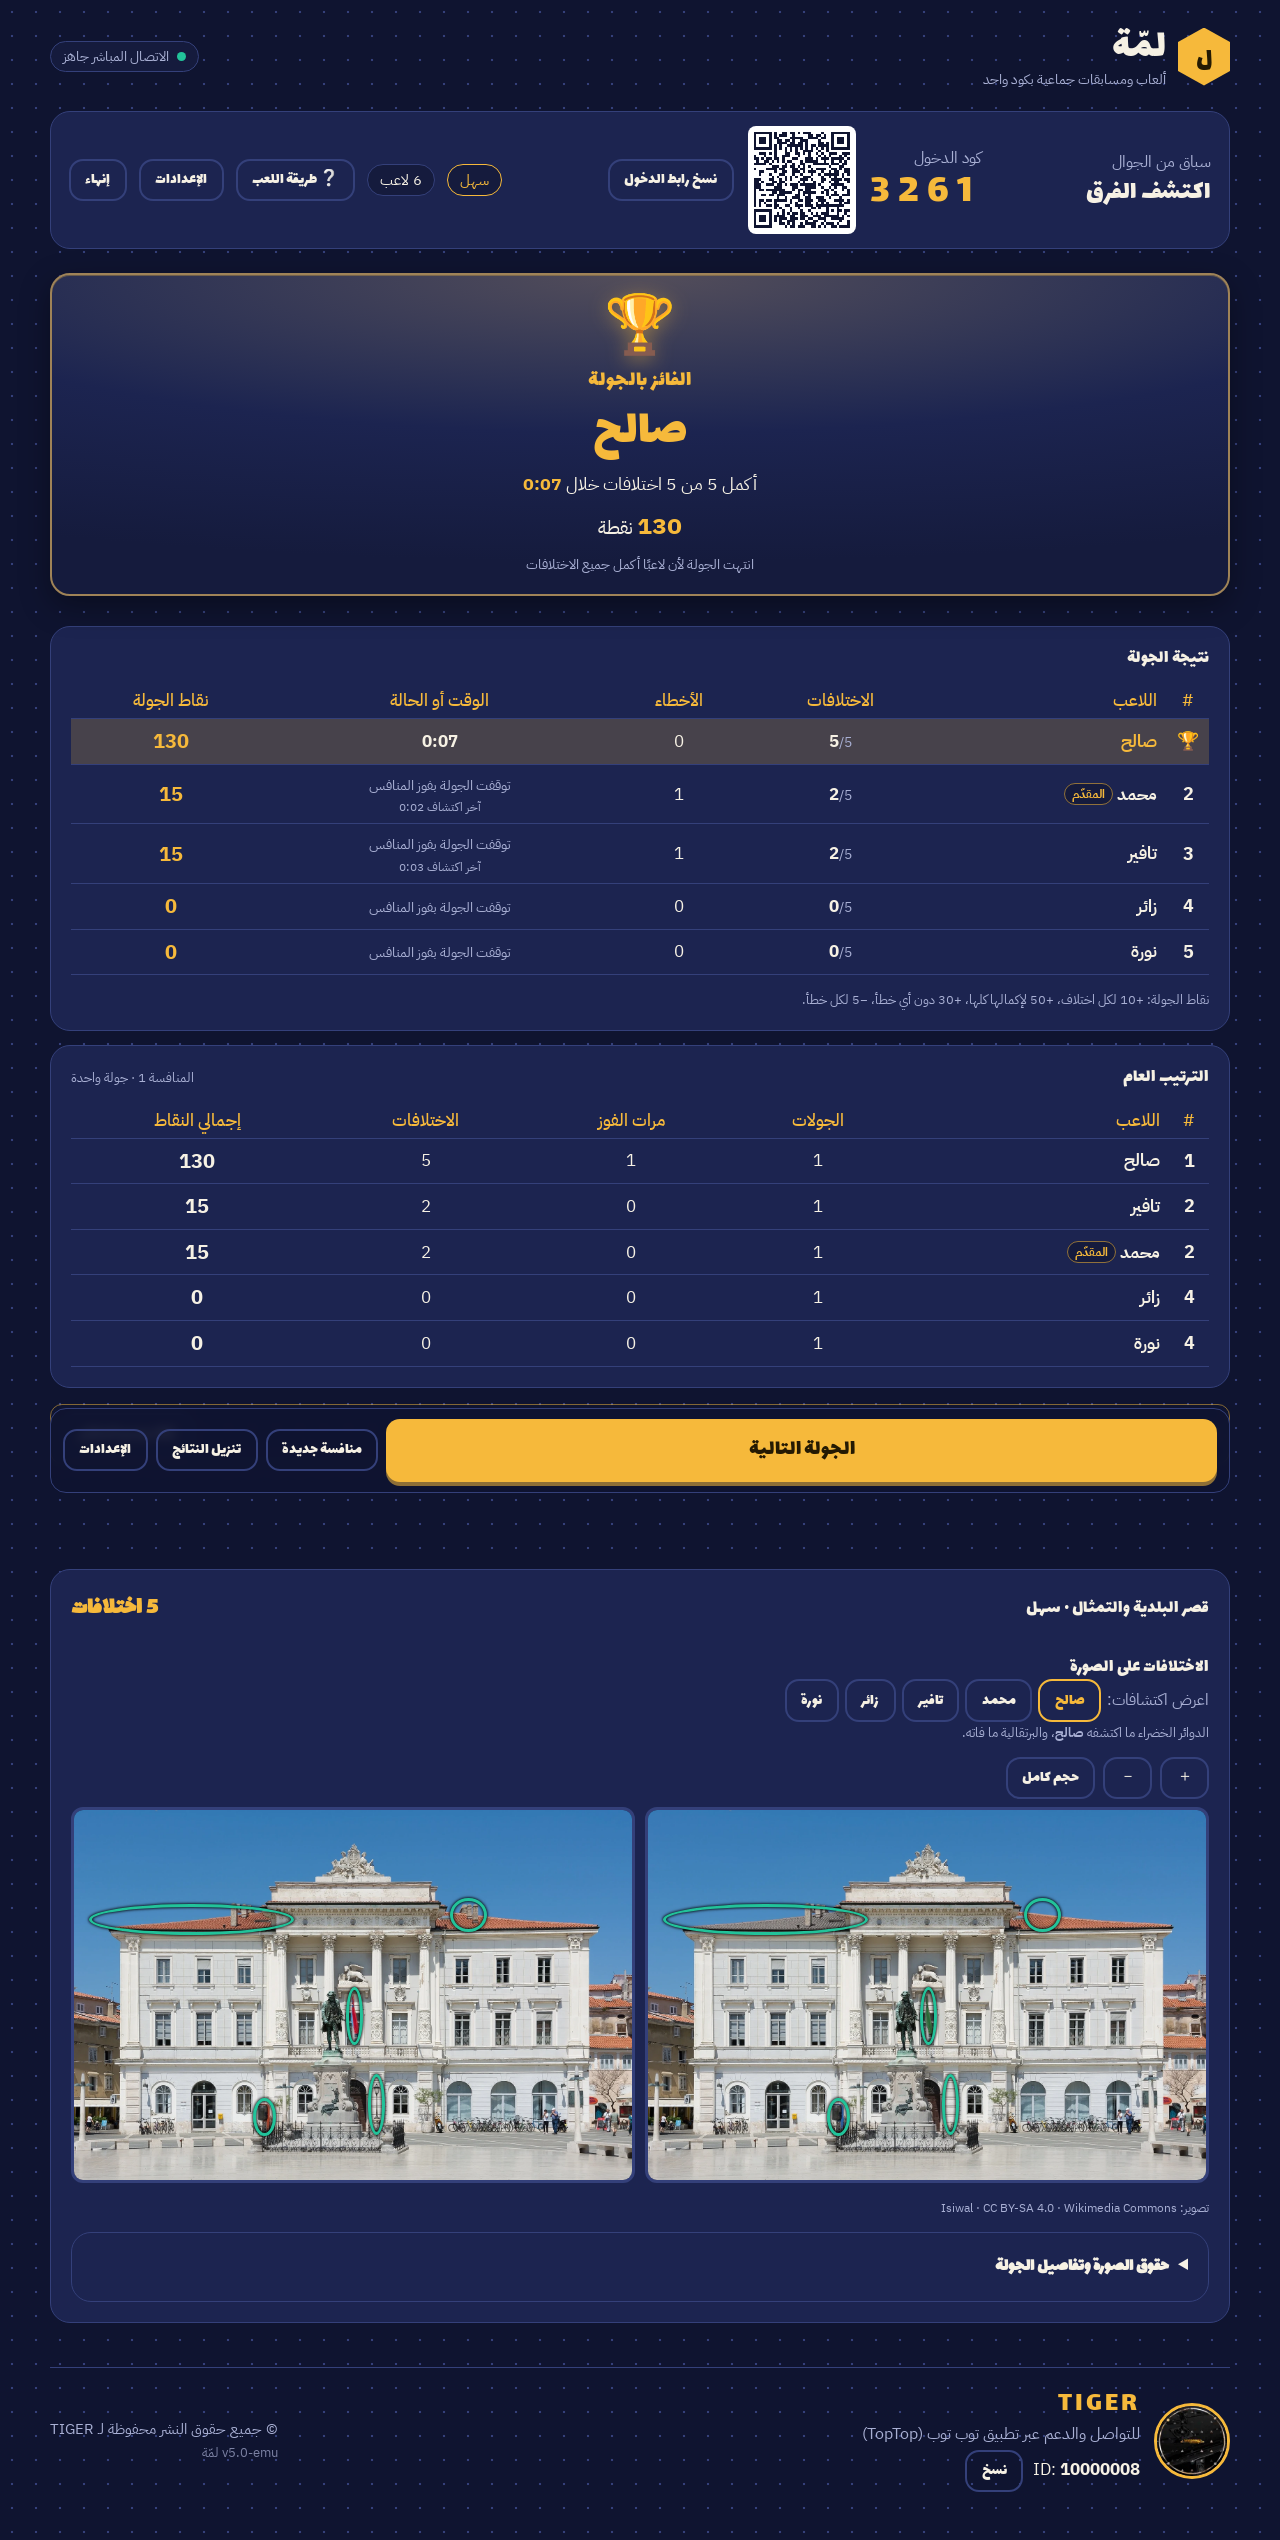 ل
لمّة
ألعاب ومسابقات جماعية بكود واحد
الاتصال المباشر جاهز
سباق من الجوال
اكتشف الفرق
كود الدخول
3261
نسخ رابط الدخول
سهل
6 لاعب
❔ طريقة اللعب
الإعدادات
إنهاء
الفائز بالجولة
صالح
أكمل 5 من 5 اختلافات خلال 0:07
130 نقطة
انتهت الجولة لأن لاعبًا أكمل جميع الاختلافات
نتيجة الجولة
# اللاعب الاختلافات الأخطاء الوقت أو الحالة نقاط الجولة
🏆 صالح 5/5 0 0:07 130
2 محمد المقدّم 2/5 1 توقفت الجولة بفوز المنافس 15
آخر اكتشاف 0:02
3 تافير 2/5 1 توقفت الجولة بفوز المنافس 15
آخر اكتشاف 0:03
4 زائر 0/5 0 توقفت الجولة بفوز المنافس 0
5 نورة 0/5 0 توقفت الجولة بفوز المنافس 0
نقاط الجولة: +10 لكل اختلاف، +50 لإكمالها كلها، +30 دون أي خطأ، −5 لكل خطأ.
الترتيب العام
المنافسة 1 · جولة واحدة
# اللاعب الجولات مرات الفوز الاختلافات إجمالي النقاط
1 صالح 1 1 5 130
2 تافير 1 0 2 15
2 محمد المقدّم 1 0 2 15
4 زائر 1 0 0 0
4 نورة 1 0 0 0
الجولة التالية
منافسة جديدة
تنزيل النتائج
الإعدادات
قصر البلدية والتمثال · سهل
5 اختلافات
الاختلافات على الصورة
اعرض اكتشافات: صالح محمد تافير زائر نورة
الدوائر الخضراء ما اكتشفه صالح، والبرتقالية ما فاته.
+ − حجم كامل
تصوير: Isiwal · CC BY-SA 4.0 · Wikimedia Commons
◀ حقوق الصورة وتفاصيل الجولة
TIGER
للتواصل والدعم عبر تطبيق توب توب (TopTop)
ID: 10000008 نسخ
© جميع حقوق النشر محفوظة لـ TIGER
لمّة v5.0-emu